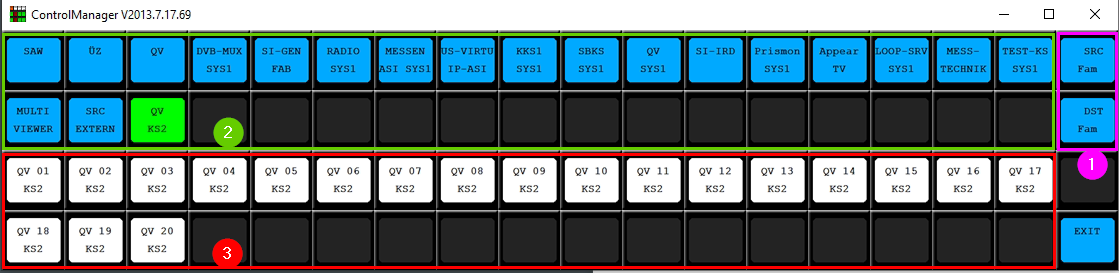 ControlManager V2013.7.17.69
SAW ÜZ QV DVB-MUX SI-GEN RADIO MESSEN US-VIRTU KKS1 SBKS QV SI-IRD Prismon Appear LOOP-SRV MESS- TEST-KS SRC
SYS1 FAB SYS1 ASI SYS1 IP-ASI SYS1 SYS1 SYS1 SYS1 TV SYS1 TECHNIK SYS1 Fam
MULTI SRC QV DST
VIEWER EXTERN KS2 2 Fam
1
QV 01 QV 02 QV 03 QV 04 QV 05 QV 06 QV 07 QV 08 QV 09 QV 10 QV 11 QV 12 QV 13 QV 14 QV 15 QV 16 QV 17
KS2 KS2 KS2 KS2 KS2 KS2 KS2 KS2 KS2 KS2 KS2 KS2 KS2 KS2 KS2 KS2 KS2
QV 18 QV 19 QV 20 EXIT
KS2 KS2 KS2 3